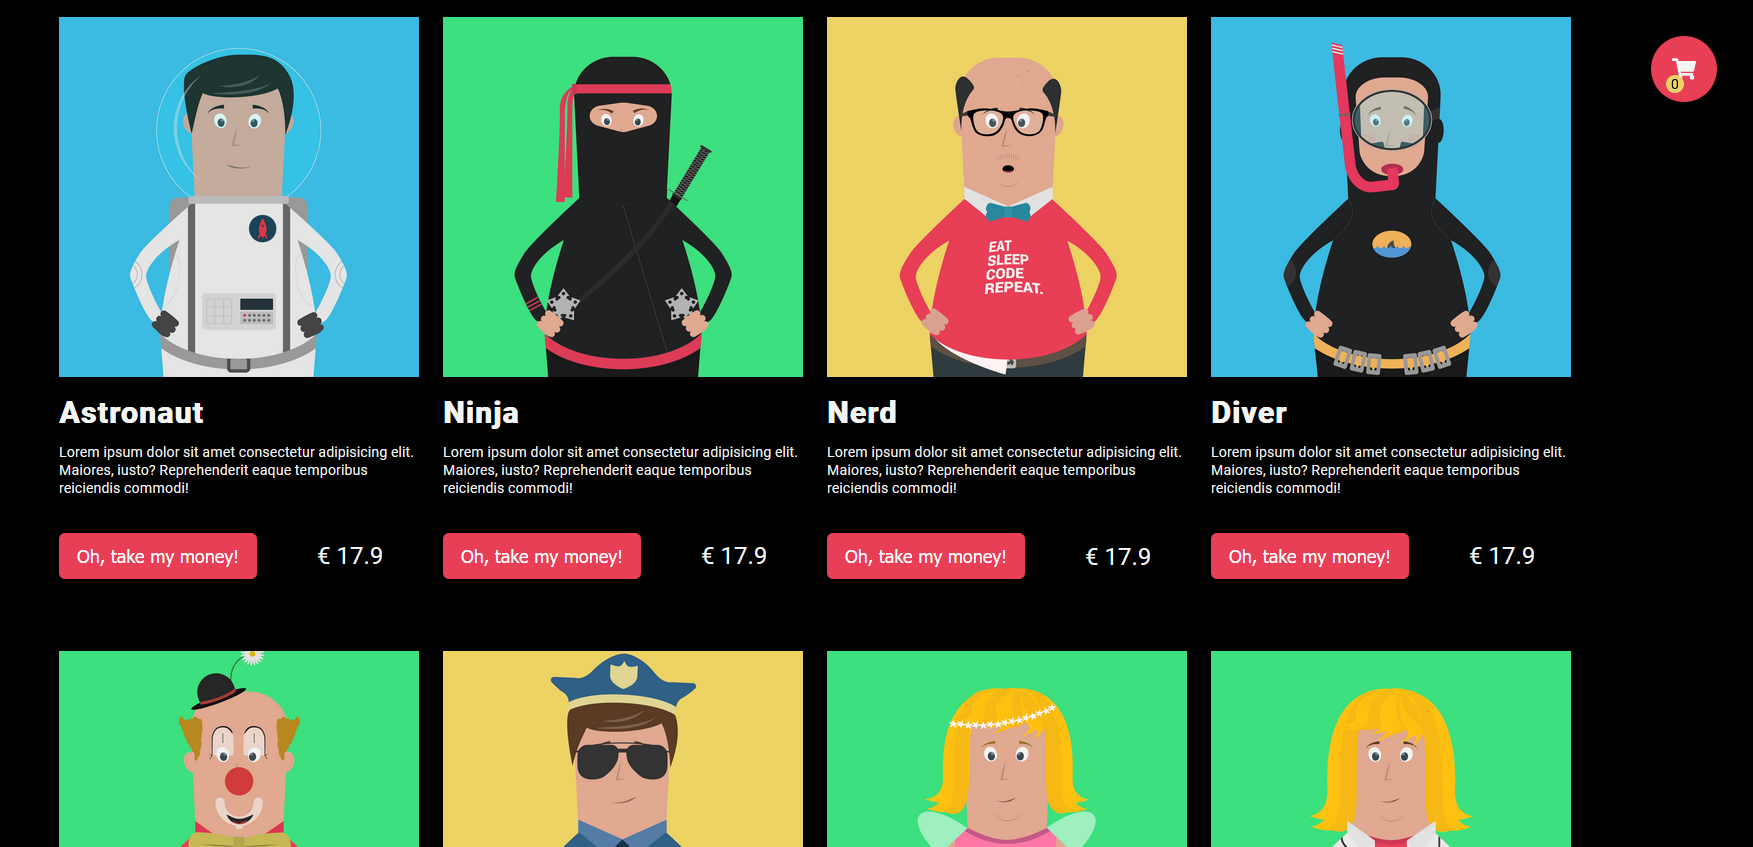 0
EAT
SLEEP
CODE
REPEAT.
Astronaut
Lorem ipsum dolor sit amet consectetur adipisicing elit.
Maiores, iusto? Reprehenderit eaque temporibus
reiciendis commodi!
Oh, take my money!
€ 17.9
Ninja
Lorem ipsum dolor sit amet consectetur adipisicing elit.
Maiores, iusto? Reprehenderit eaque temporibus
reiciendis commodi!
Oh, take my money!
€ 17.9
Nerd
Lorem ipsum dolor sit amet consectetur adipisicing elit.
Maiores, iusto? Reprehenderit eaque temporibus
reiciendis commodi!
Oh, take my money!
€ 17.9
Diver
Lorem ipsum dolor sit amet consectetur adipisicing elit.
Maiores, iusto? Reprehenderit eaque temporibus
reiciendis commodi!
Oh, take my money!
€ 17.9